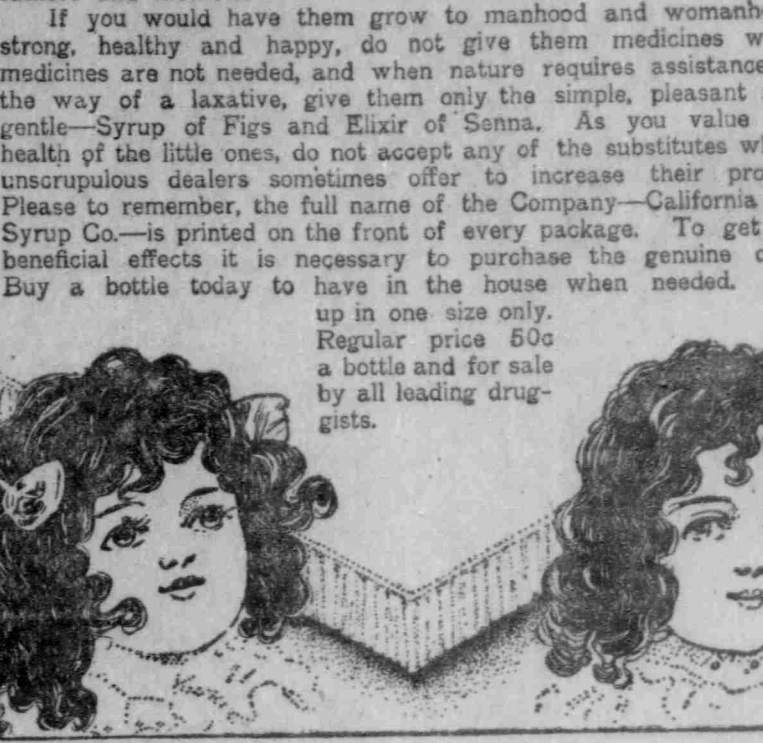 If you would have them grow to manhood and womanho
strong, healthy and happy, do not give them medicines w
medicines are not needed, and when nature requires assistance
the way of a laxative, give them only the simple, pleasant
gentle—Syrup of Figs and Elixir of Senna. As you value
health of the little ones, do not accept any of the substitutes wh
unscrupulous dealers sometimes offer to increase their pro
Please to remember, the full name of the Company—California
Syrup Co.—is printed on the front of every package. To get
beneficial effects it is necessary to purchase the genuine o
Buy a bottle today to have in the house when needed.
up in one size only.
Regular price 50c
a bottle and for sale
by all leading drug-
gists.